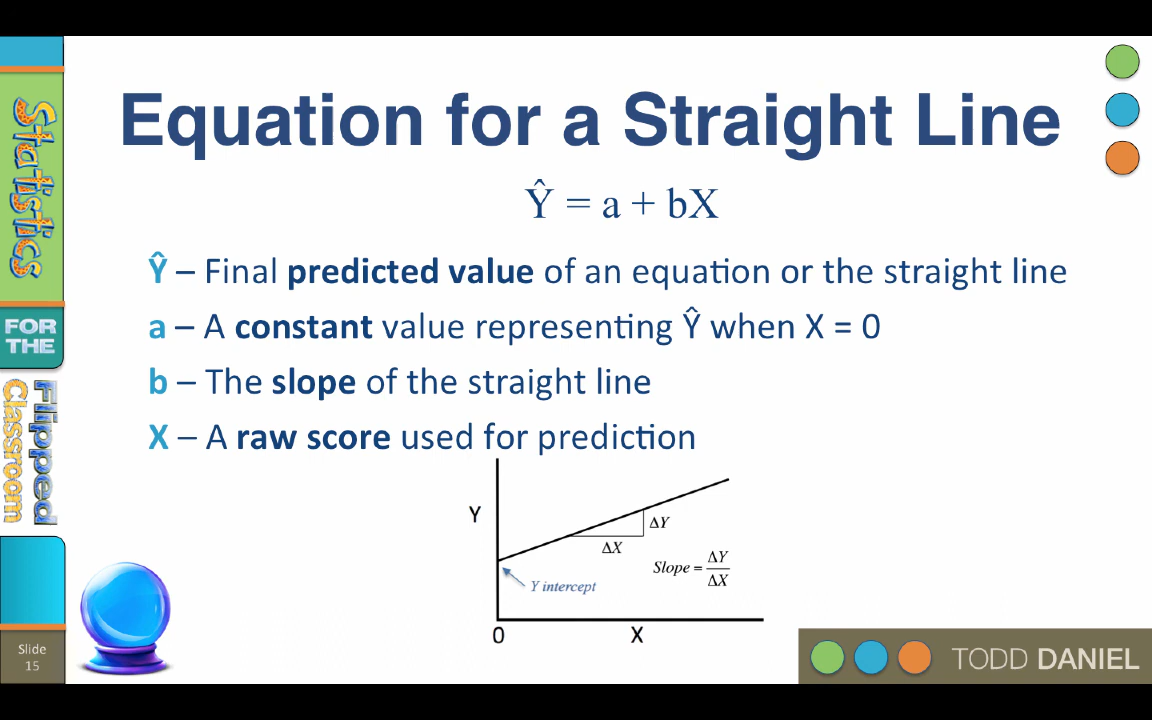 Statistics
FOR THE
Flipped
Classroom
Slide
15
Equation for a Straight Line
Ŷ = a + bX
Ŷ – Final predicted value of an equation or the straight line
a – A constant value representing Ŷ when X = 0
b – The slope of the straight line
X – A raw score used for prediction
Y
ΔY
ΔX
Slope = ΔY/ΔX
Y intercept
0
X
TODD DANIEL